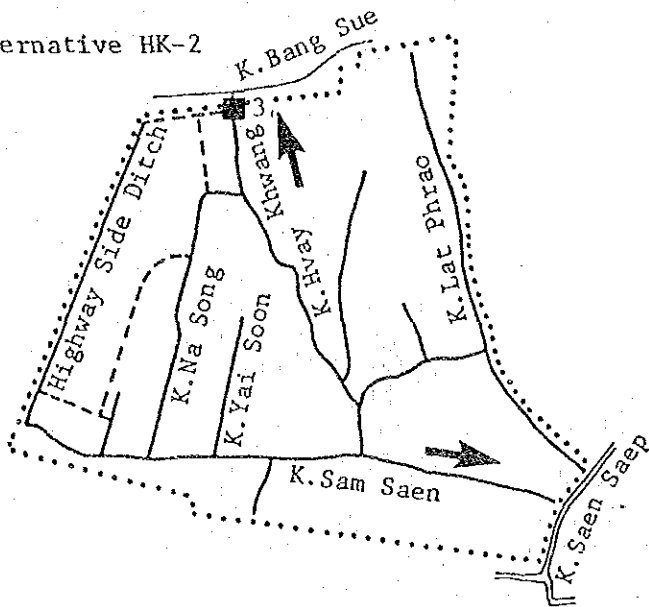 ernative HK-2
K.Bang Sue
3
Highway Side Ditch
K.Hvay Khwang
K.Lat Phrao
K.Na Song
K.Yai Soon
K.Sam Saen
K.Saen Saep